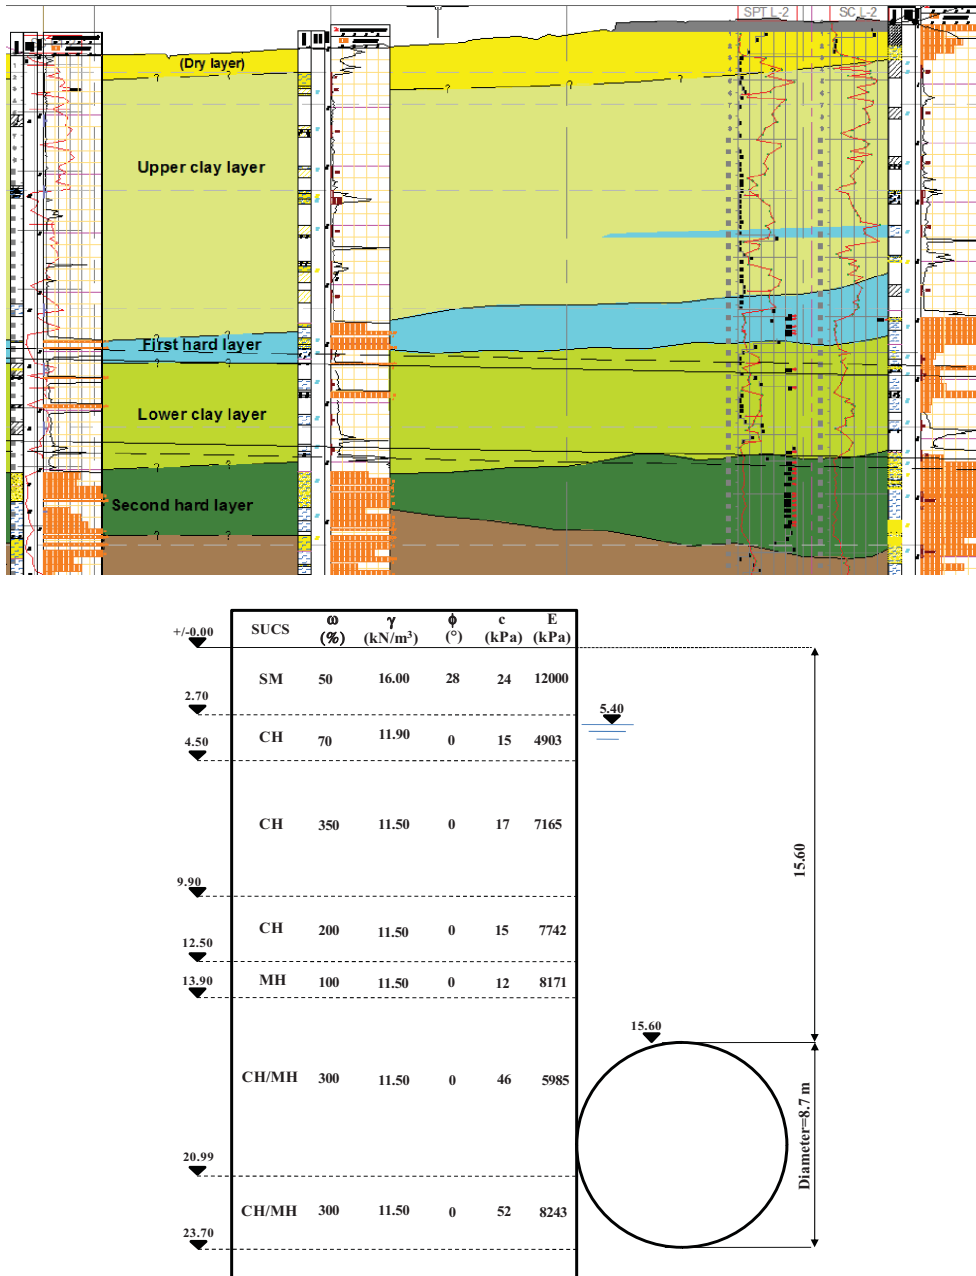 SPT L-2 SC L-2
(Dry layer)
? ?
? ? ?
Upper clay layer
? ?
First hard layer
? ?
Lower clay layer
? ?
Second hard layer
? ?
SUCS ω (%) γ (kN/m³) ϕ (°) c (kPa) E (kPa)
+/-0.00
SM 50 16.00 28 24 12000
2.70
5.40
CH 70 11.90 0 15 4903
4.50
CH 350 11.50 0 17 7165
15.60
9.90
CH 200 11.50 0 15 7742
12.50
MH 100 11.50 0 12 8171
13.90
15.60
CH/MH 300 11.50 0 46 5985
Diameter=8.7 m
20.99
CH/MH 300 11.50 0 52 8243
23.70